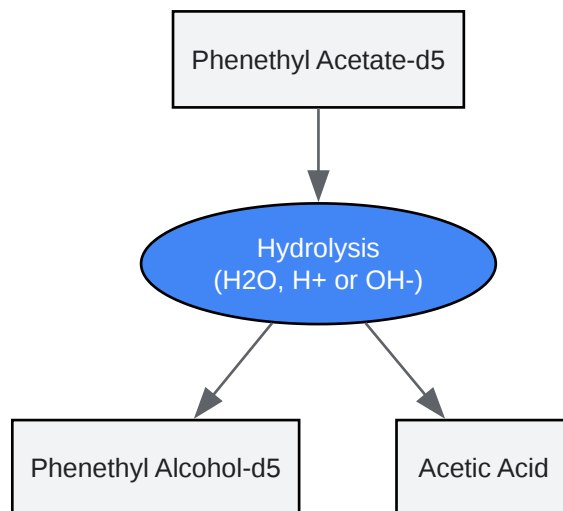 Phenethyl Acetate-d5
Hydrolysis
(H2O, H+ or OH-)
Phenethyl Alcohol-d5
Acetic Acid